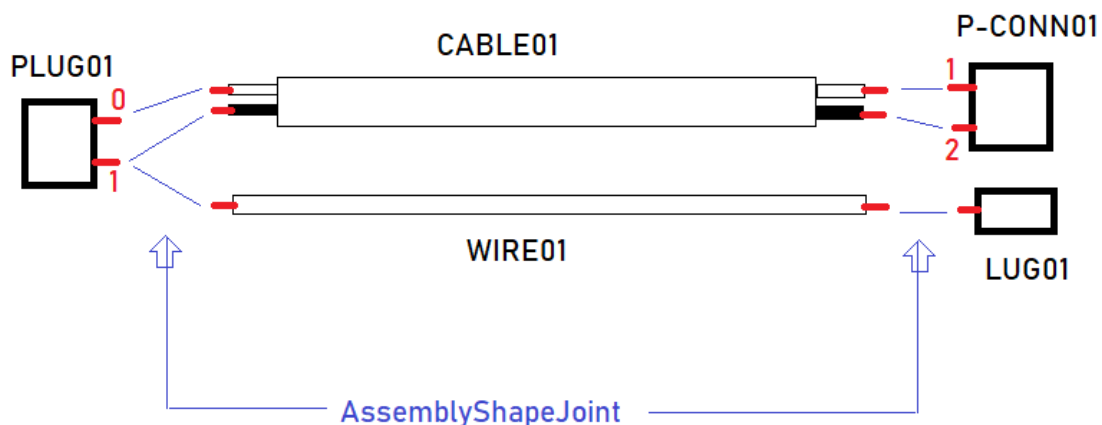 P-CONN01
CABLE01
PLUG01
0
1
1
2
WIRE01
LUG01
AssemblyShapeJoint